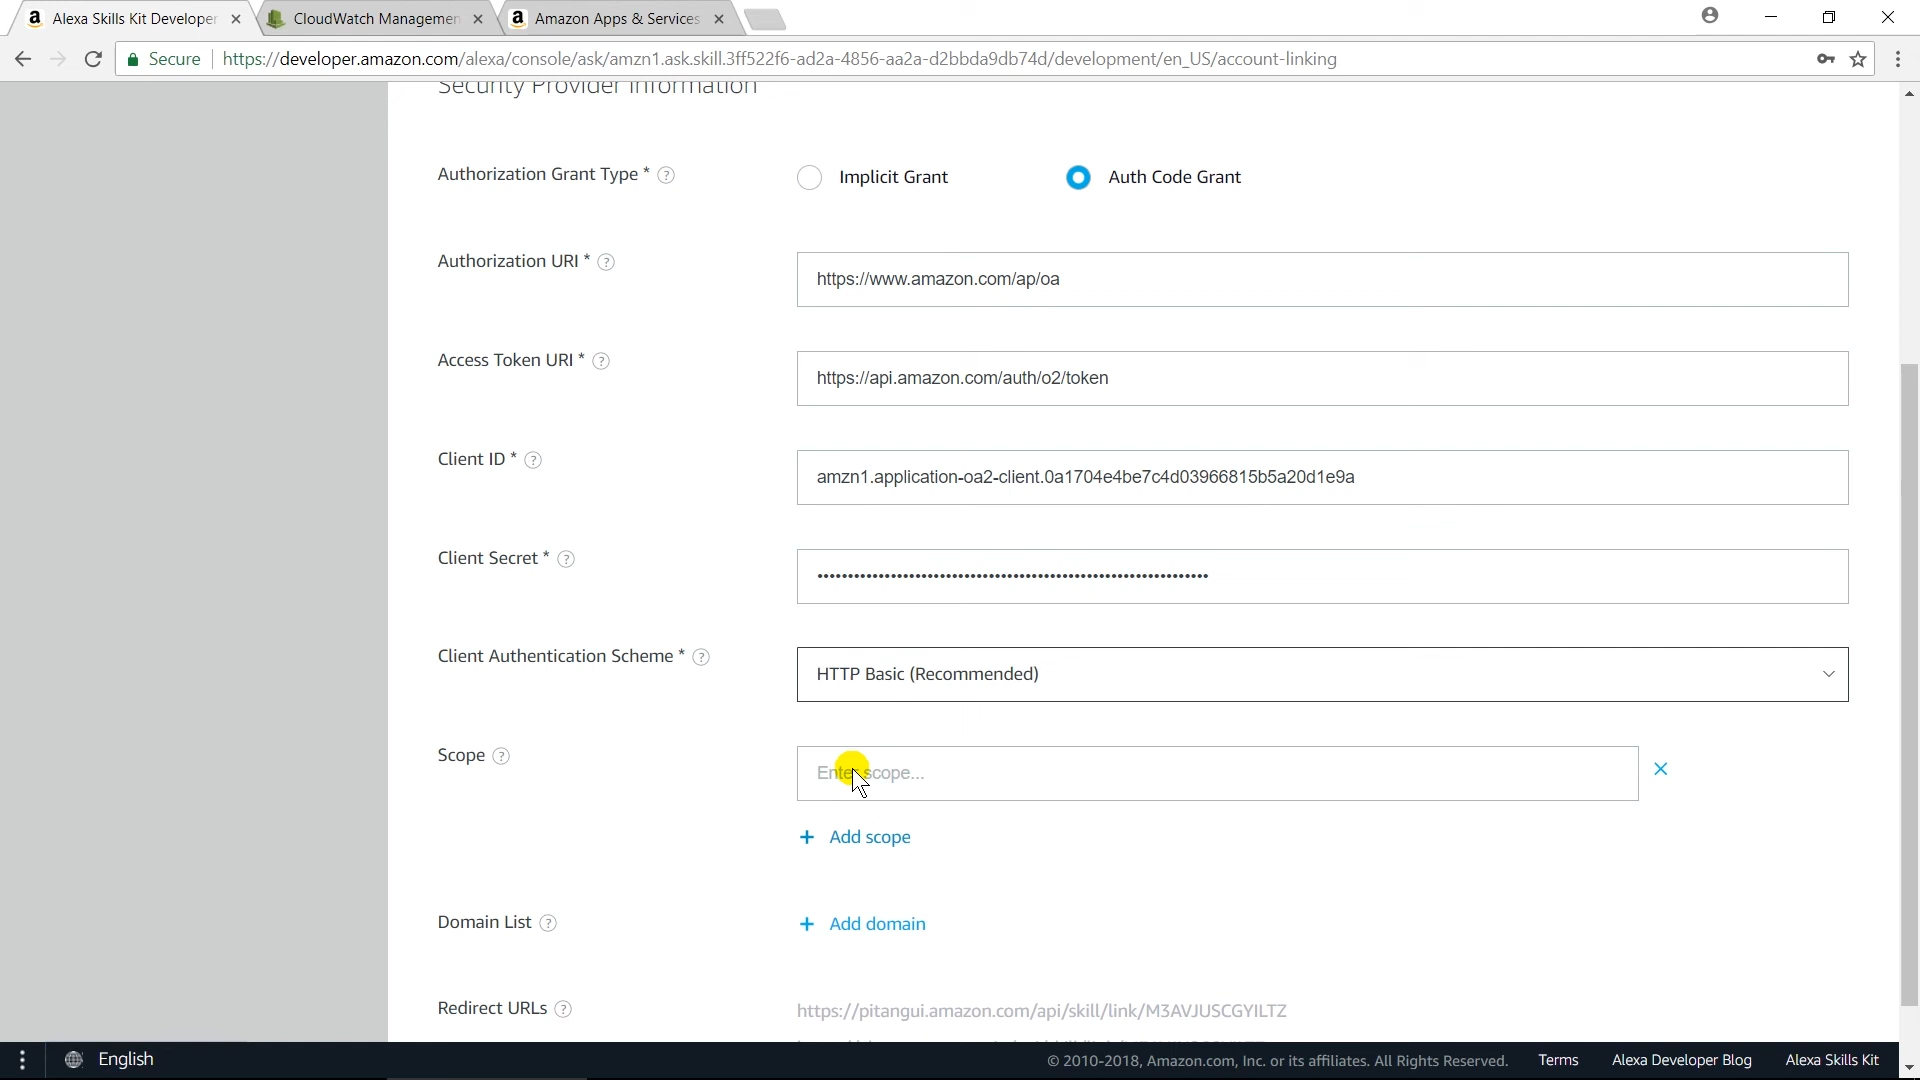 Alexa Skills Kit Developer
CloudWatch Managemen
Amazon Apps & Services
Secure
https://developer.amazon.com/alexa/console/ask/amzn1.ask.skill.3ff522f6-ad2a-4856-aa2a-d2bbda9db74d/development/en_US/account-linking
Security Provider Information
Authorization Grant Type * ?
Implicit Grant
Auth Code Grant
Authorization URI * ?
https://www.amazon.com/ap/oa
Access Token URI * ?
https://api.amazon.com/auth/o2/token
Client ID * ?
amzn1.application-oa2-client.0a1704e4be7c4d03966815b5a20d1e9a
Client Secret * ?
Client Authentication Scheme * ?
HTTP Basic (Recommended)
Scope ?
Enter scope...
+ Add scope
Domain List ?
+ Add domain
Redirect URLs ?
https://pitangui.amazon.com/api/skill/link/M3AVJUSCGYILTZ
English
© 2010-2018, Amazon.com, Inc. or its affiliates. All Rights Reserved.
Terms
Alexa Developer Blog
Alexa Skills Kit